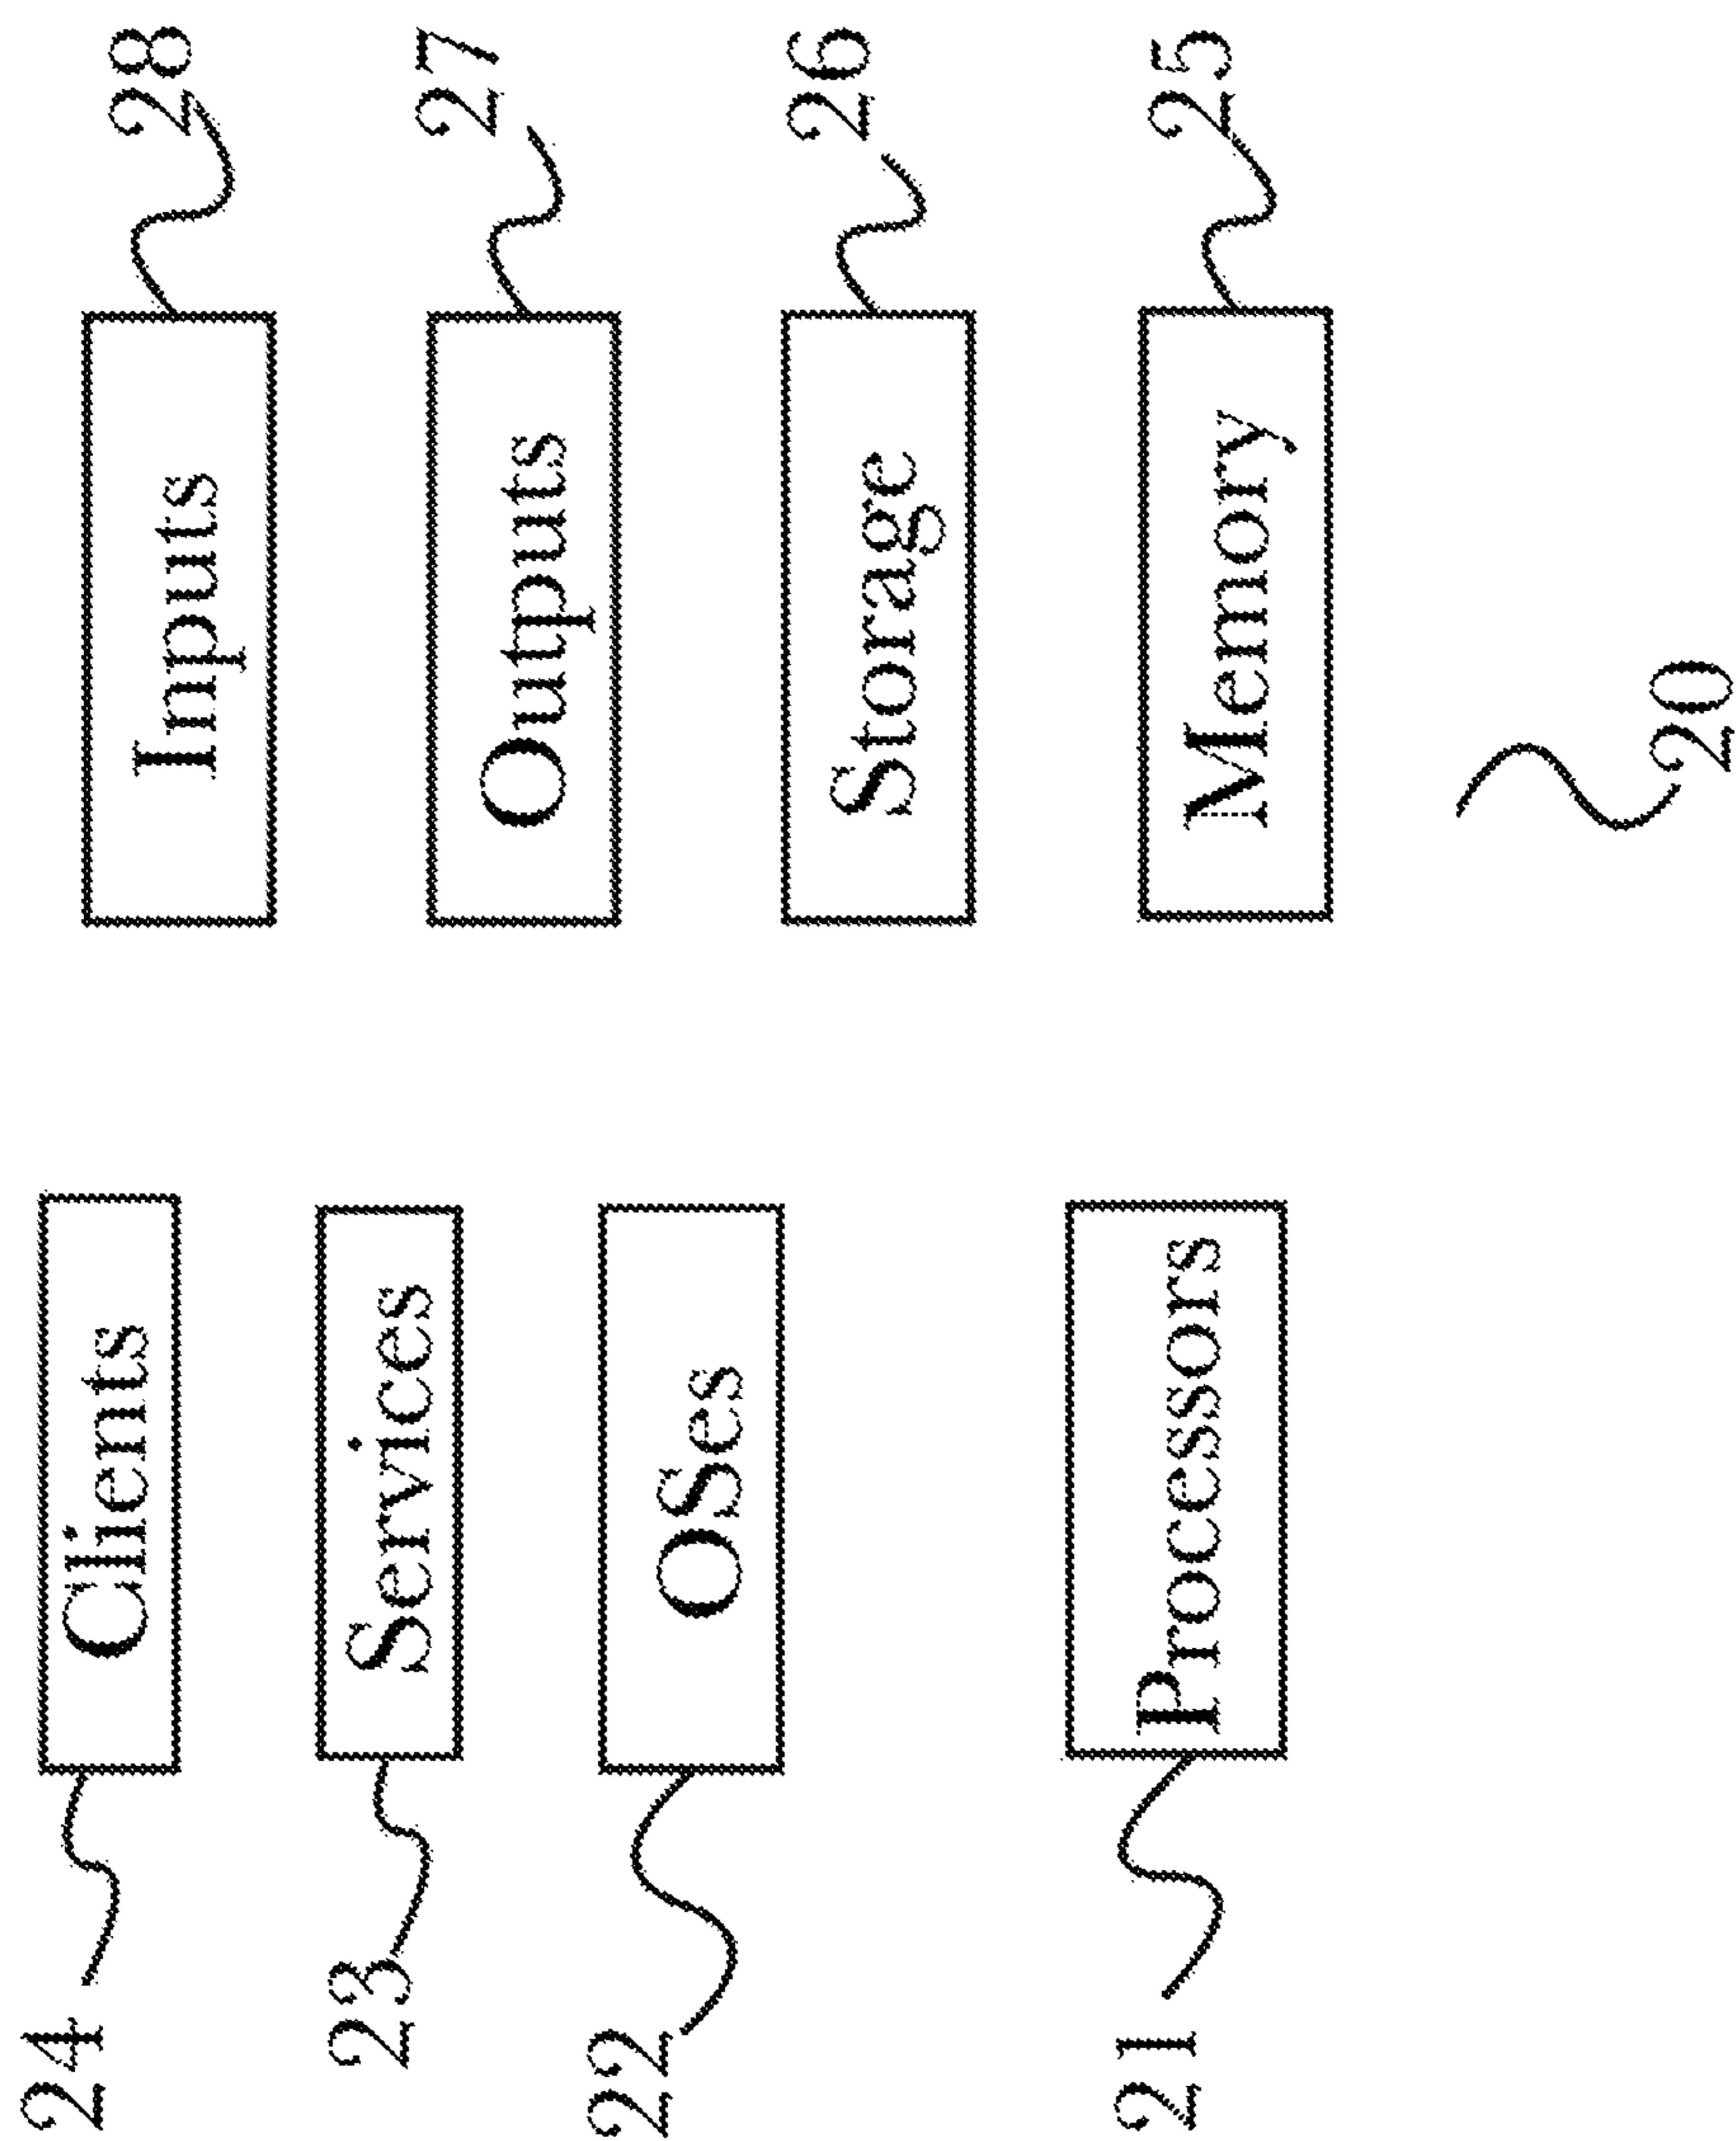 24 Clients Inputs 28
23 Services Outputs 27
22 OSes Storage 26
21 Processors Memory 25
20